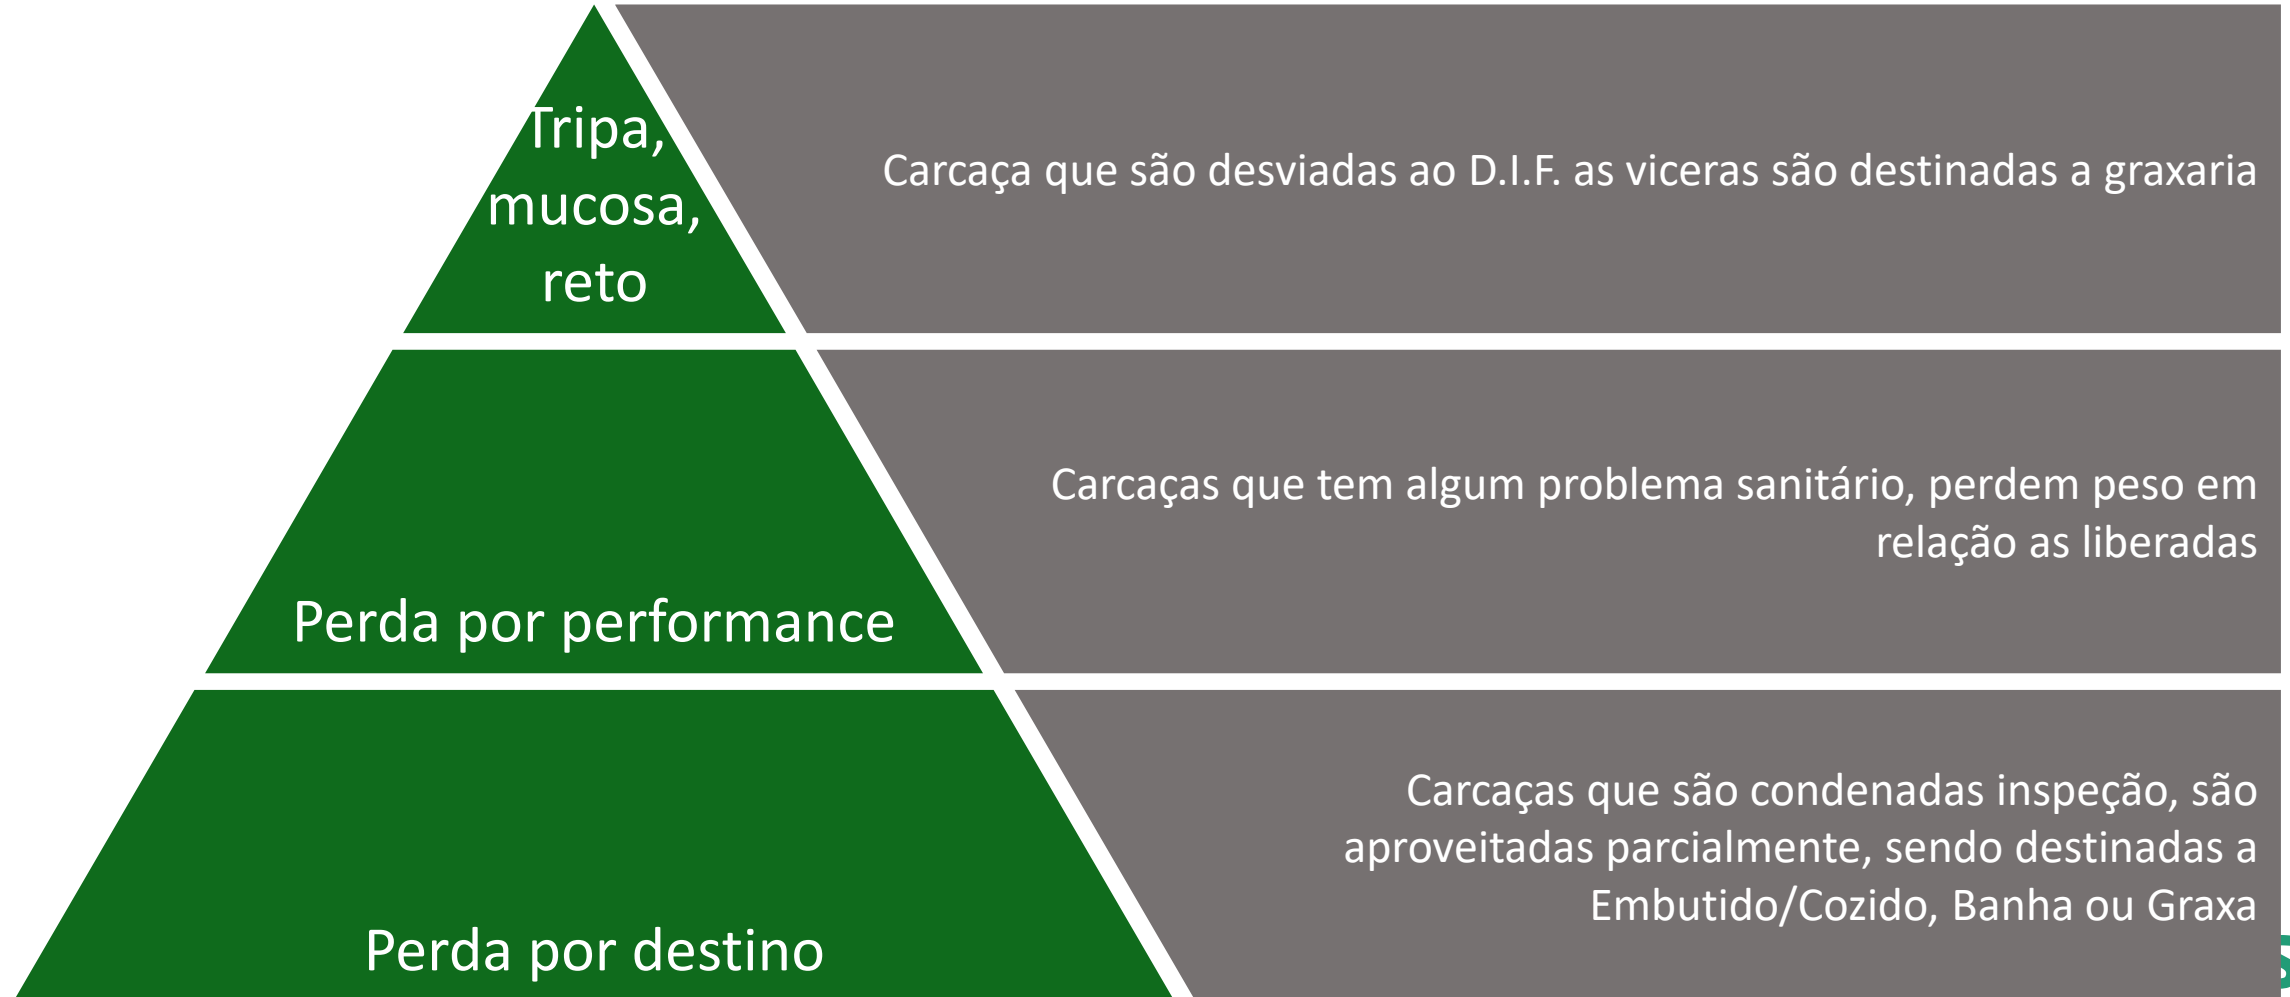 Tripa,
mucosa,
reto
Carcaça que são desviadas ao D.I.F. as viceras são destinadas a graxaria
Perda por performance
Carcaças que tem algum problema sanitário, perdem peso em
relação as liberadas
Perda por destino
Carcaças que são condenadas inspeção, são
aproveitadas parcialmente, sendo destinadas a
Embutido/Cozido, Banha ou Graxa